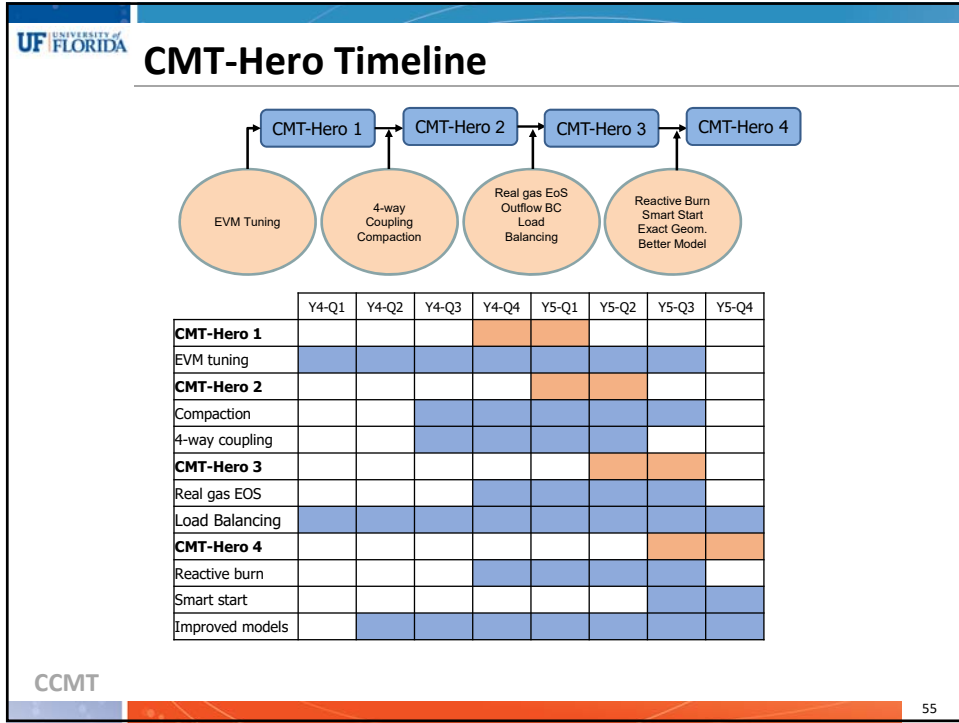 UF UNIVERSITY of
FLORIDA
CMT-Hero Timeline
CMT-Hero 1
CMT-Hero 2
CMT-Hero 3
CMT-Hero 4
EVM Tuning
4-way
Coupling
Compaction
Real gas EoS
Outflow BC
Load
Balancing
Reactive Burn
Smart Start
Exact Geom.
Better Model
Y4-Q1 Y4-Q2 Y4-Q3 Y4-Q4 Y5-Q1 Y5-Q2 Y5-Q3 Y5-Q4
CMT-Hero 1
EVM tuning
CMT-Hero 2
Compaction
4-way coupling
CMT-Hero 3
Real gas EOS
Load Balancing
CMT-Hero 4
Reactive burn
Smart start
Improved models
CCMT
55